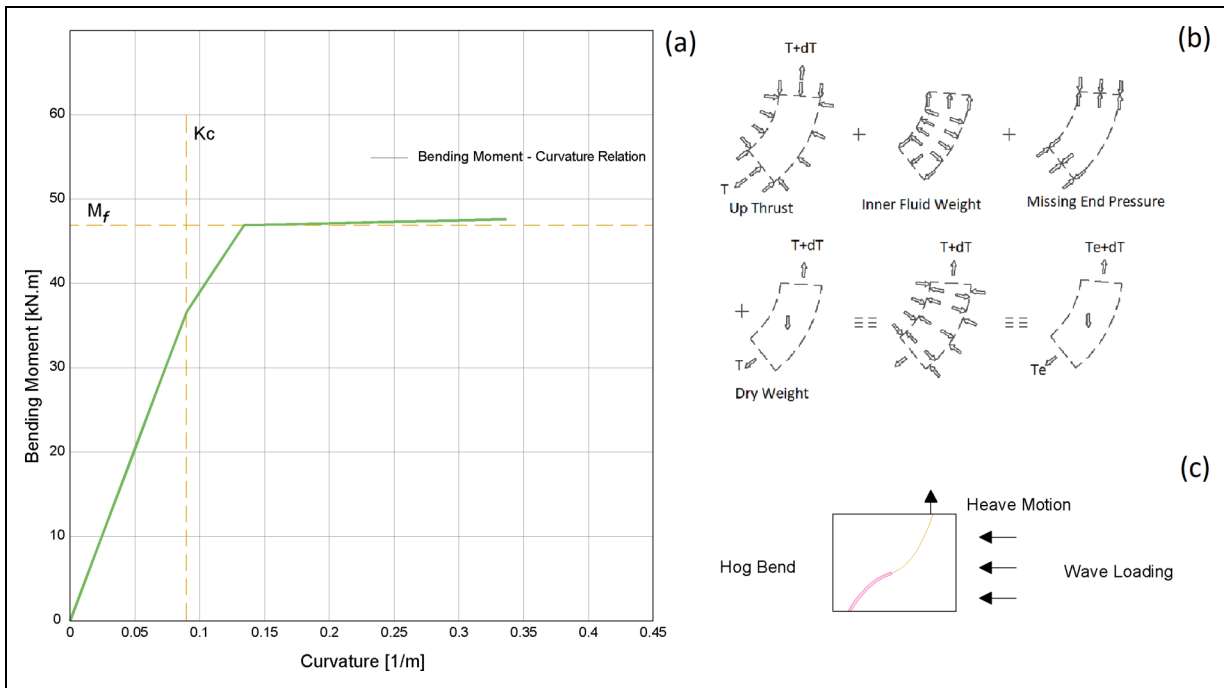 (a)
60
50
40
30
20
10
0
Bending Moment [kN.m]
Kc
Mf
Bending Moment - Curvature Relation
0
0.05
0.1
0.15
0.2
0.25
0.3
0.35
0.4
0.45
Curvature [1/m]
(b)
T+dT
+
+
T
Up Thrust
Inner Fluid Weight
Missing End Pressure
T+dT
T+dT
Te+dT
+
T
Te
Dry Weight
(c)
Heave Motion
Hog Bend
Wave Loading